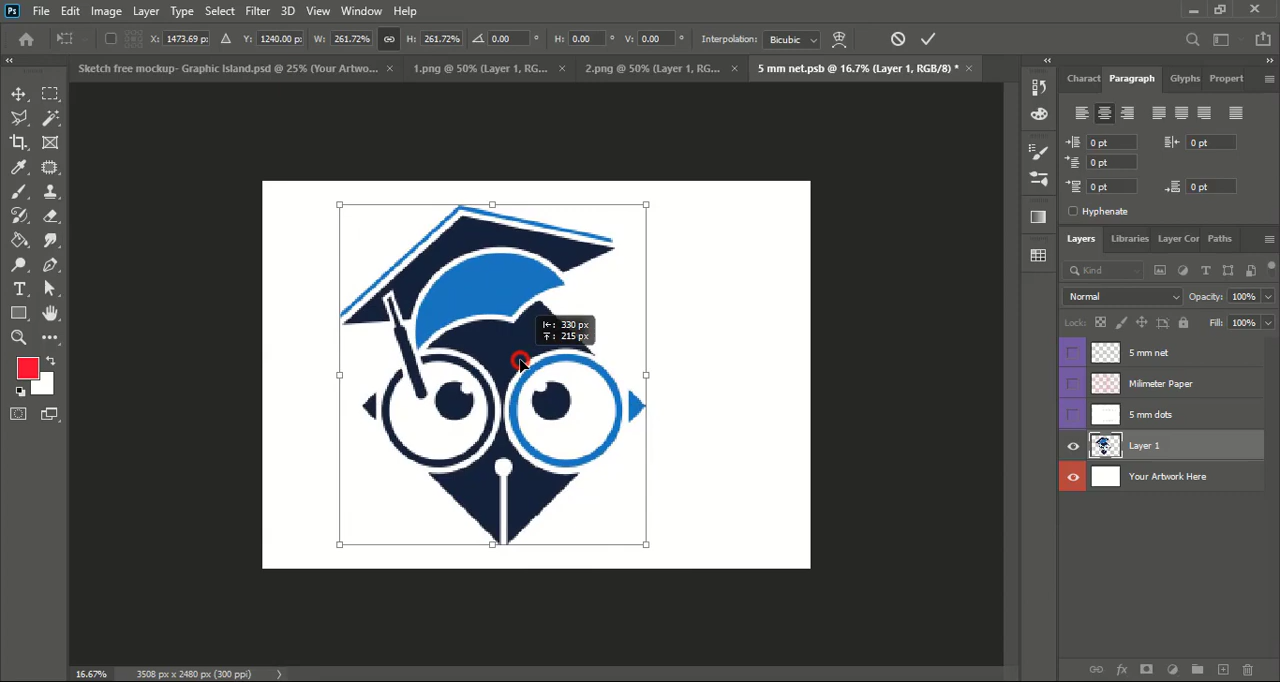 Ps File Edit Image Layer Type Select Filter 3D View Window Help
X: 1473.69 p: Y: 1240.00 p: W: 261.72% H: 261.72% 0.00 ° H: 0.00 ° V: 0.00 ° Interpolation: Bicubic
Sketch free mockup- Graphic Island.psd @ 25% (Your Artwo... × 1.png @ 50% (Layer 1, RG... × 2.png @ 50% (Layer 1, RG... × 5 mm net.psb @ 16.7% (Layer 1, RGB/8) * ×
Charact Paragraph Glyphs Propert
0 pt 0 pt
0 pt
0 pt 0 pt
Hyphenate
Layers Libraries Layer Cor Paths
Kind
Normal Opacity: 100%
Lock: Fill: 100%
330 px
215 px
5 mm net
Milimeter Paper
5 mm dots
Layer 1
Your Artwork Here
16.67% 3508 px x 2480 px (300 ppi)